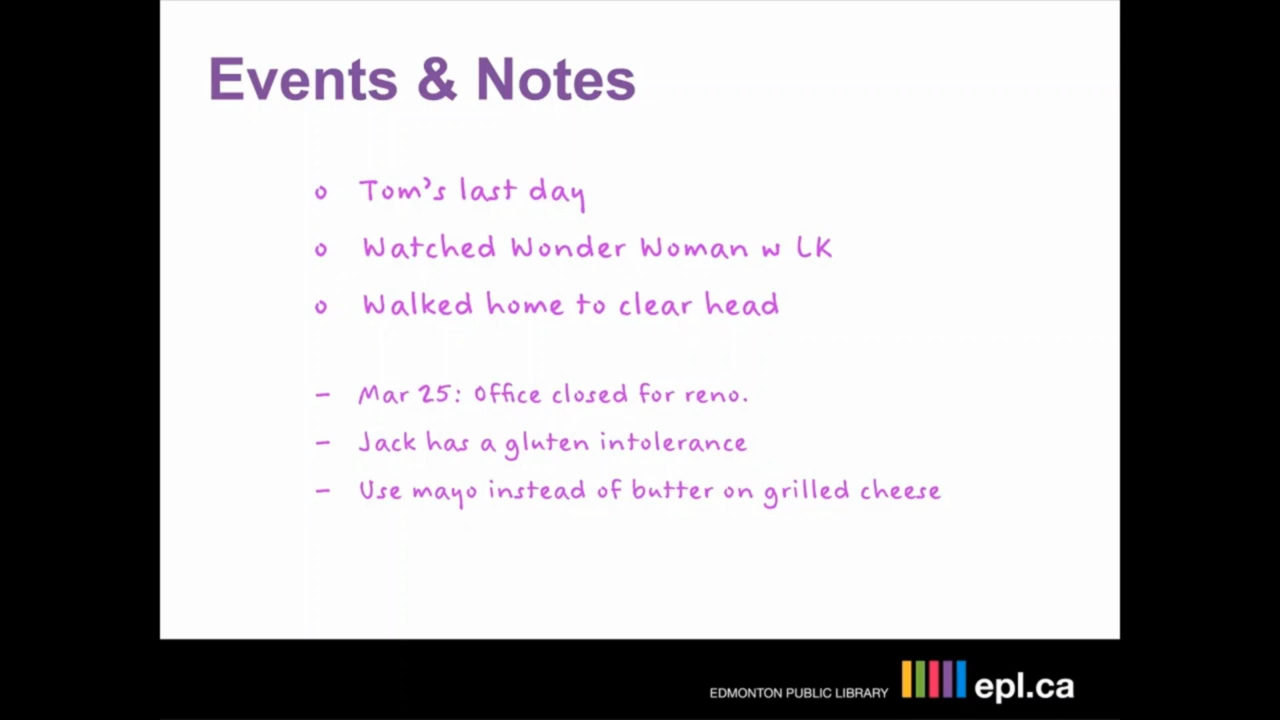 Events & Notes
o Tom's last day
o Watched Wonder Woman w LK
o Walked home to clear head
- Mar 25: Office closed for reno.
- Jack has a gluten intolerance
- Use mayo instead of butter on grilled cheese
EDMONTON PUBLIC LIBRARY epl.ca